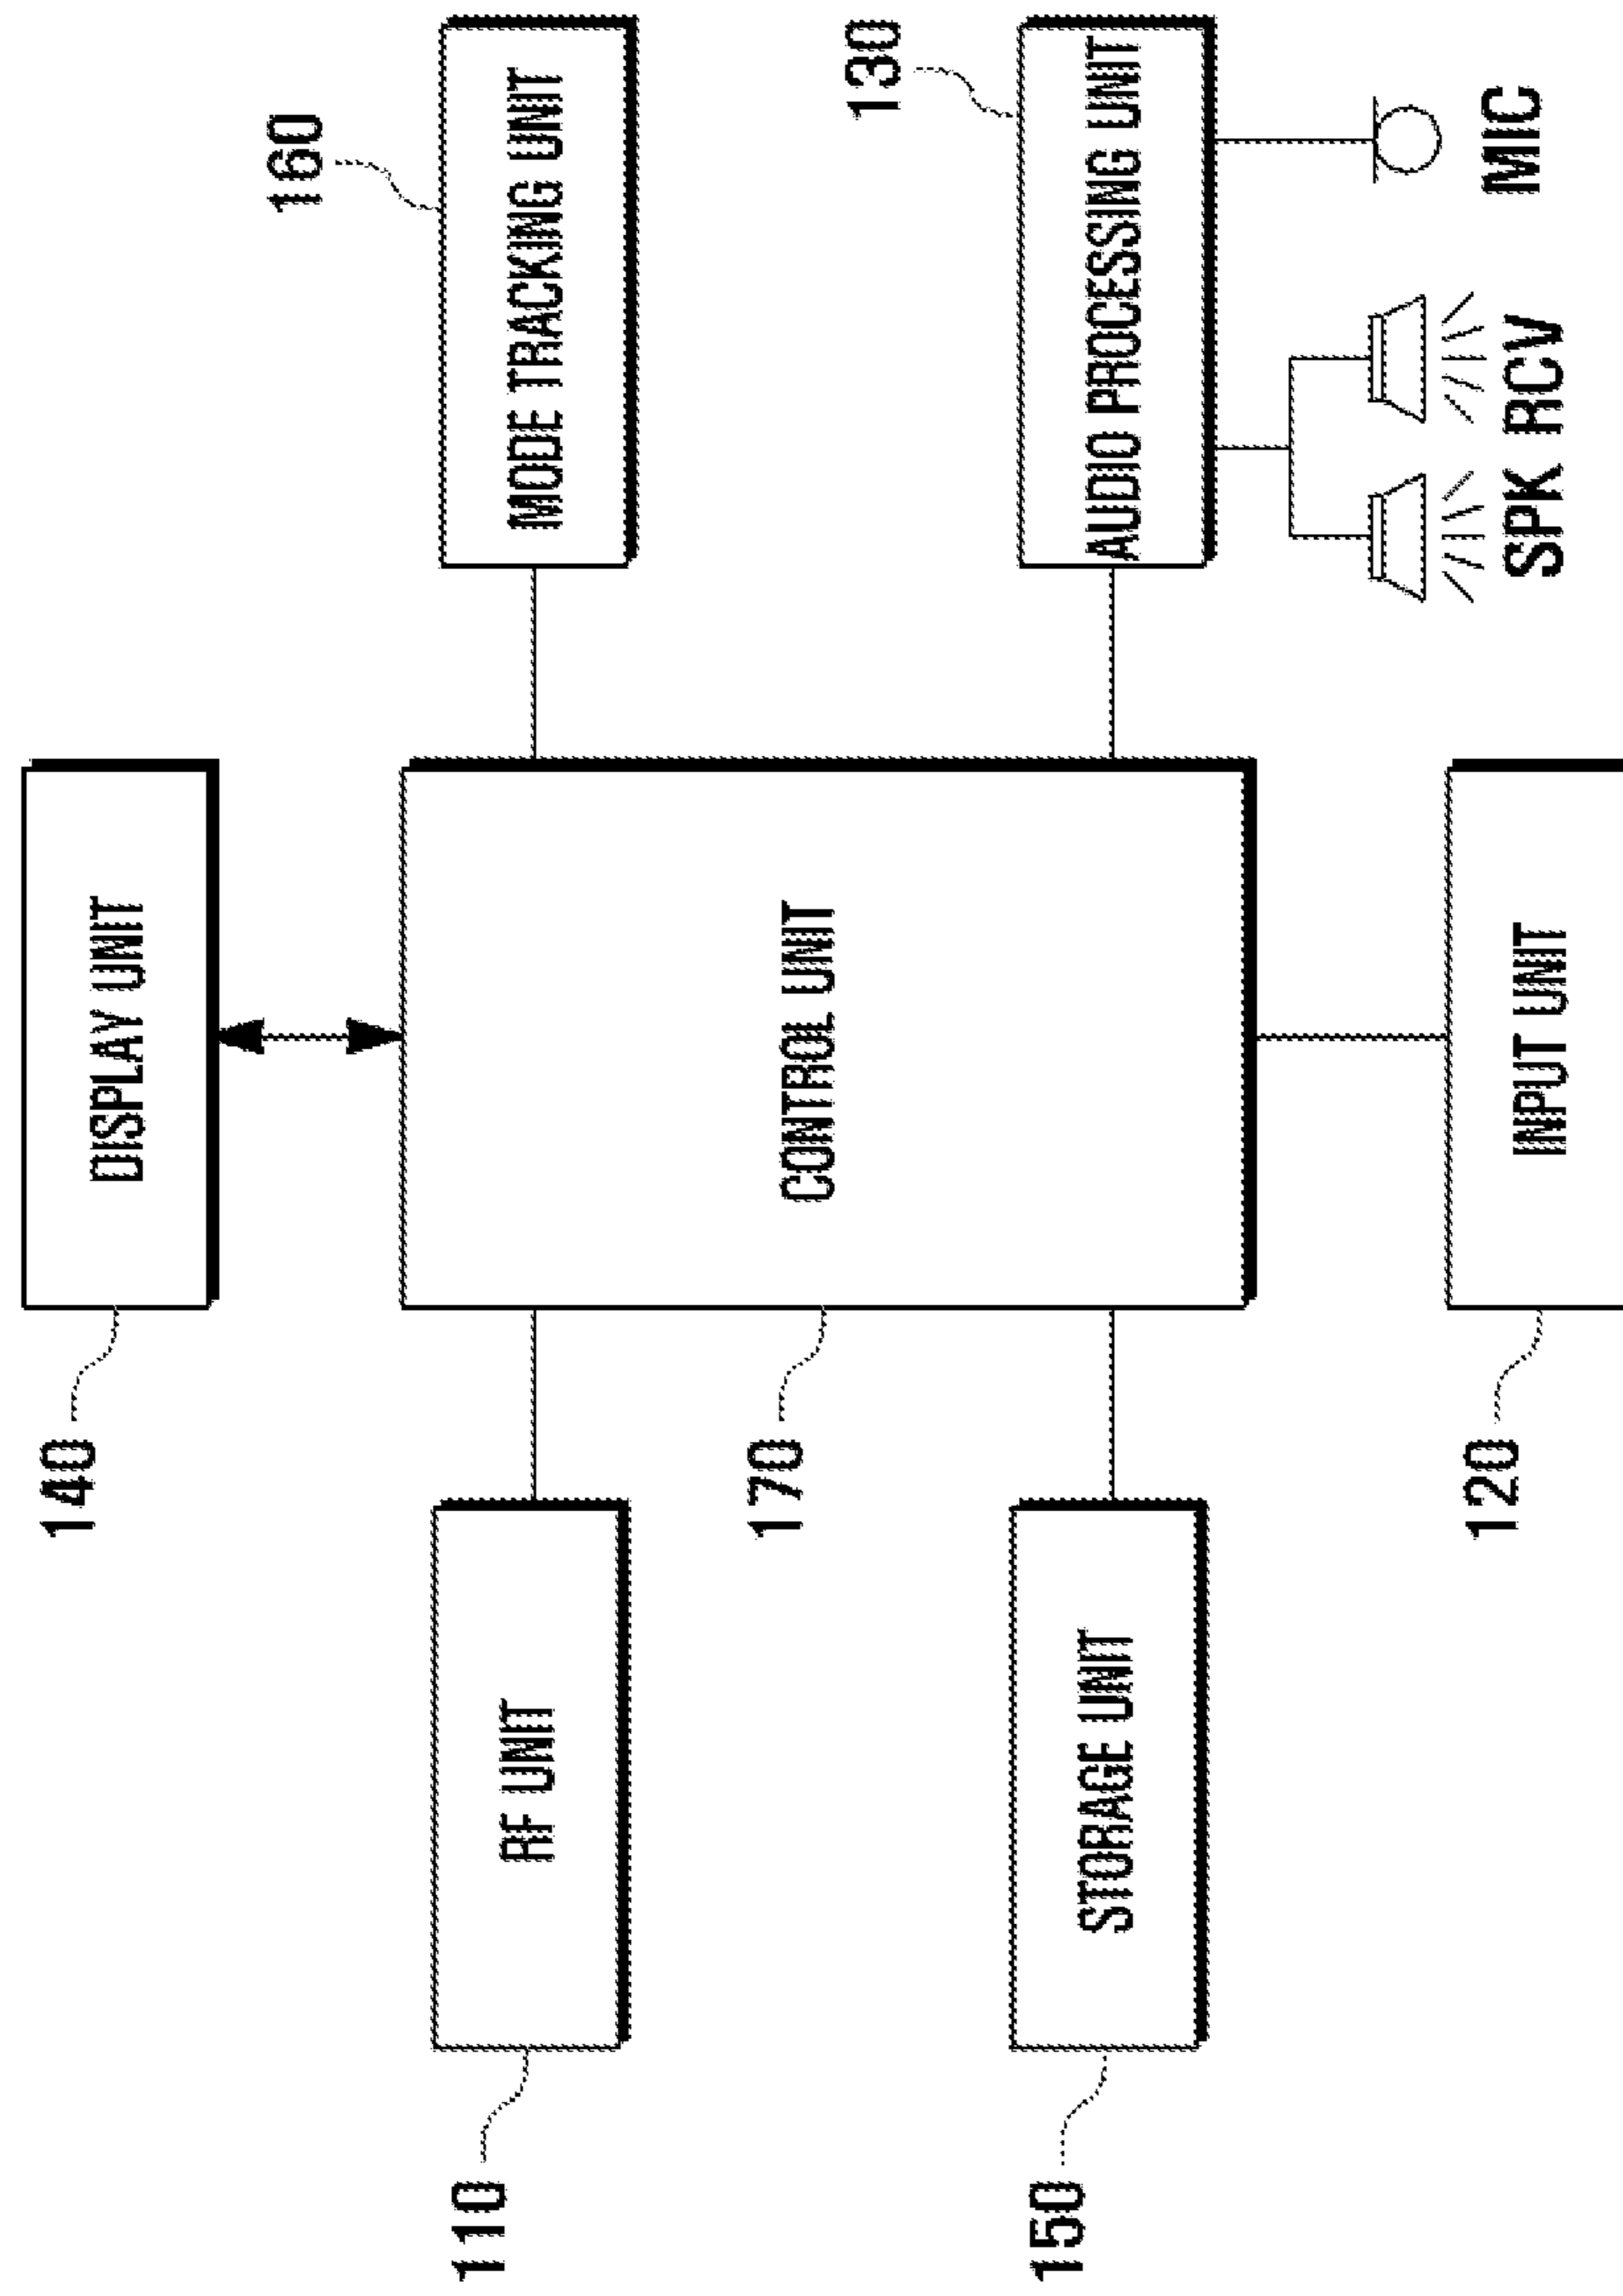 140
DISPLAY UNIT
160
110
RF UNIT
MODE TRACKING UNIT
170
CONTROL UNIT
130
150
STORAGE UNIT
AUDIO PROCESSING UNIT
120
INPUT UNIT
SPK RCV
MIC